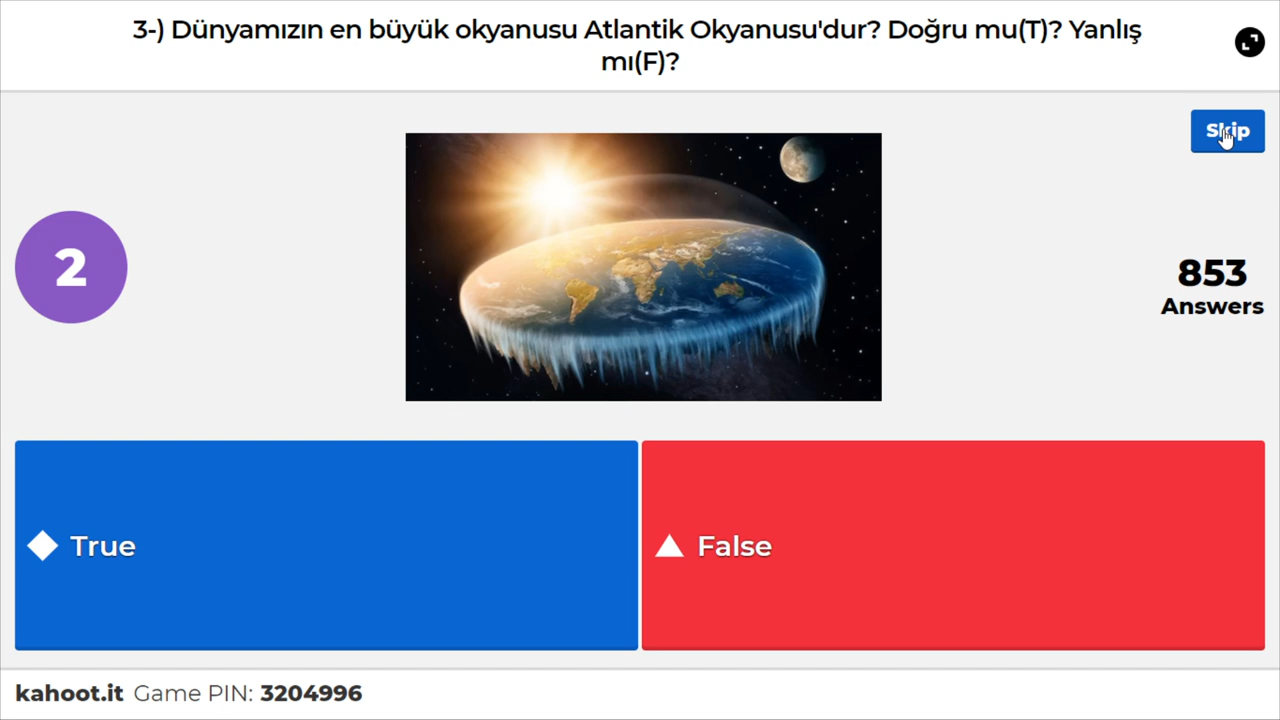 3-) Dünyamızın en büyük okyanusu Atlantik Okyanusu'dur? Doğru mu(T)? Yanlış
mı(F)?
Skip
2
853
Answers
True
False
kahoot.it Game PIN: 3204996